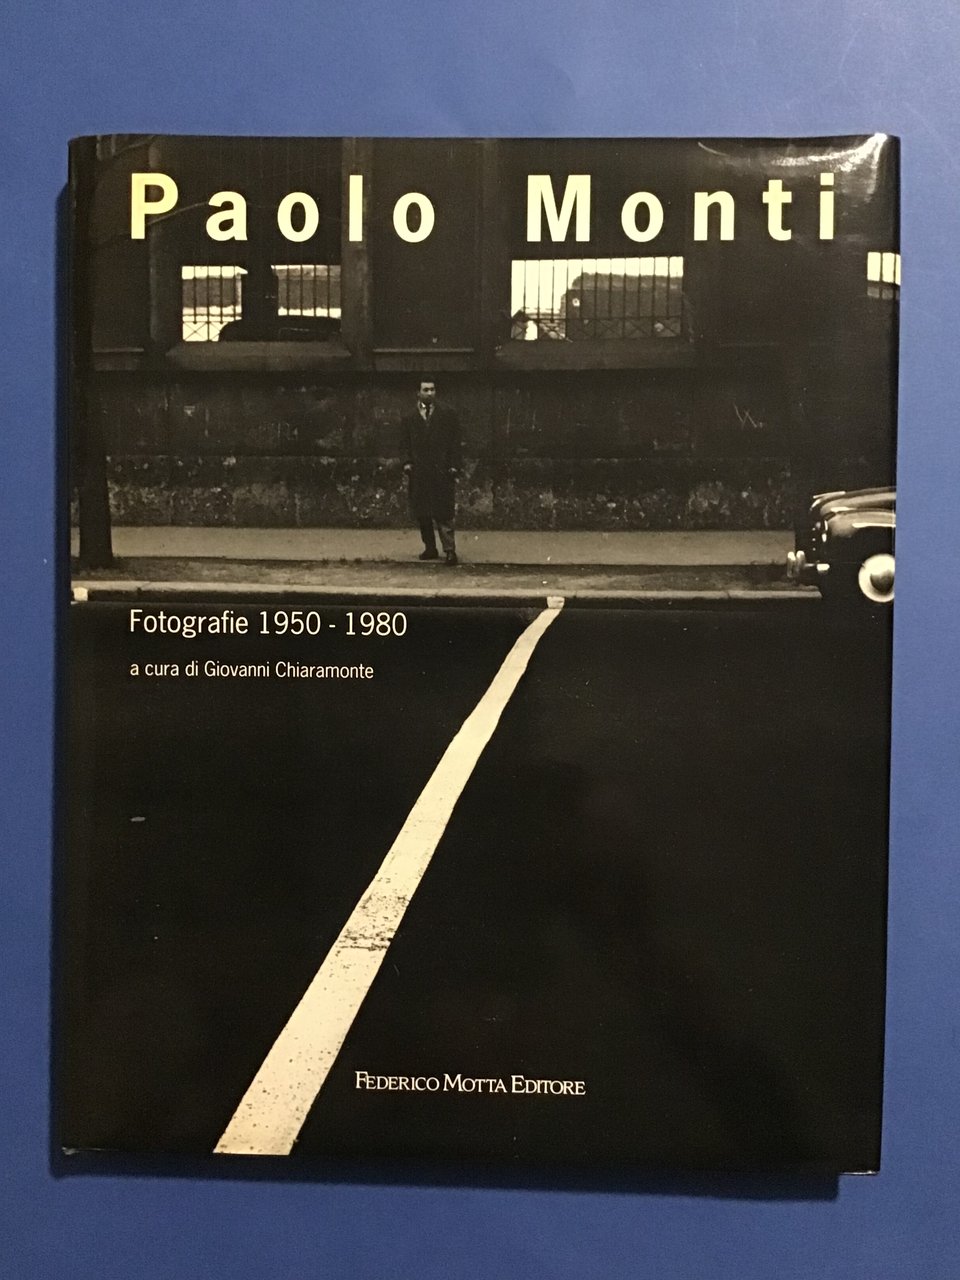 Paolo Monti
Fotografie 1950 - 1980
a cura di Giovanni Chiaramonte
FEDERICO MOTTA EDITORE